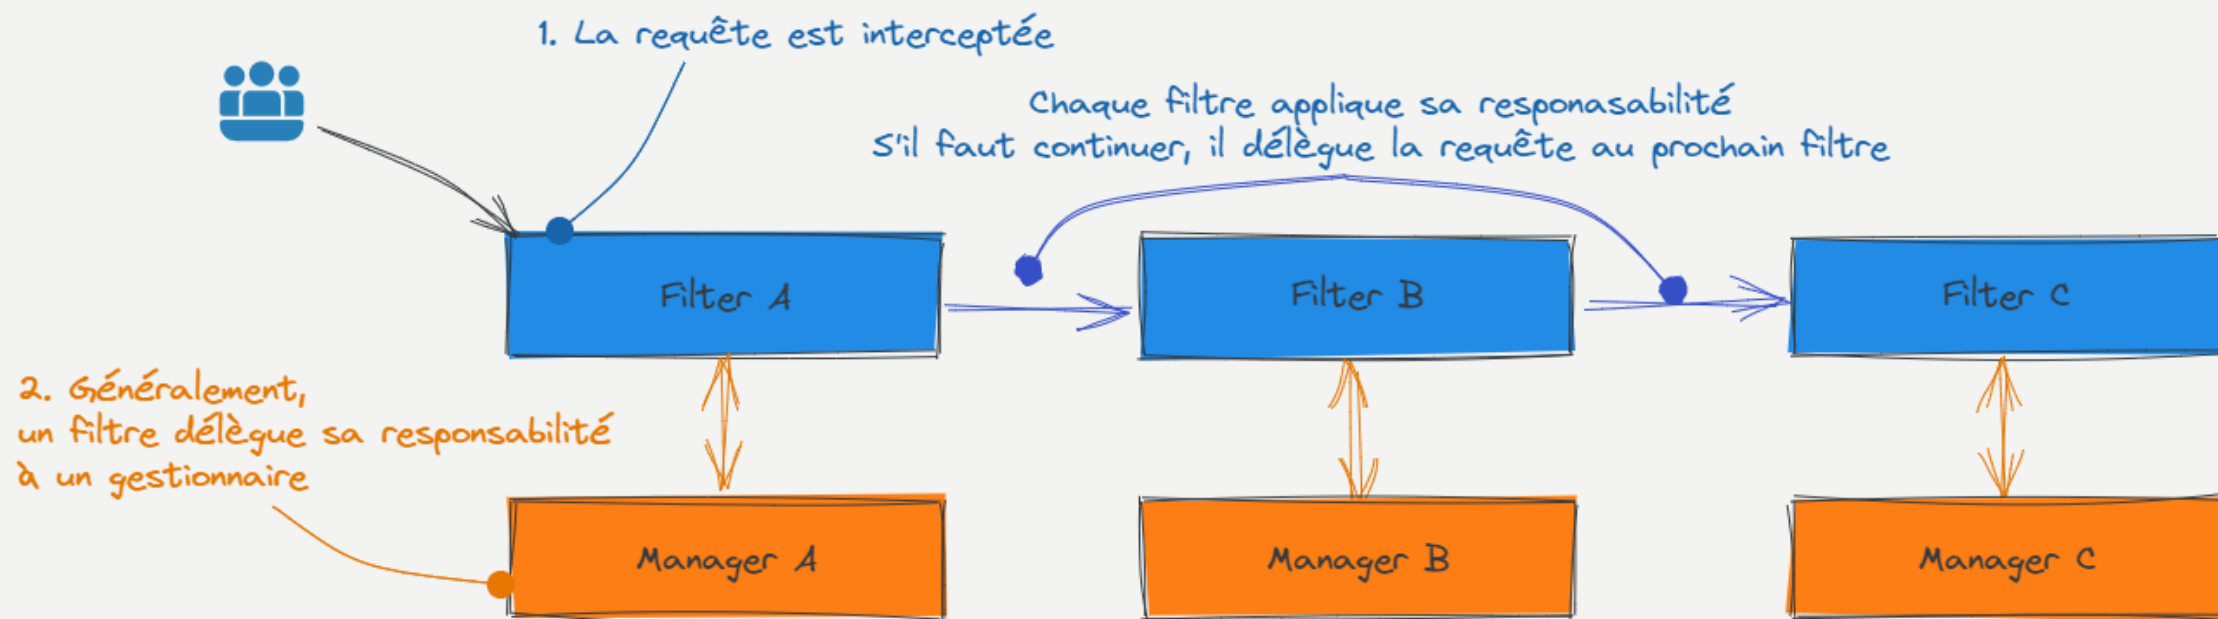 1. La requête est interceptée
Chaque filtre applique sa responasabilité
S'il faut continuer, il délègue la requête au prochain filtre
Filter A
Filter B
Filter C
2. Généralement,
un filtre délègue sa responsabilité
à un gestionnaire
Manager A
Manager B
Manager C